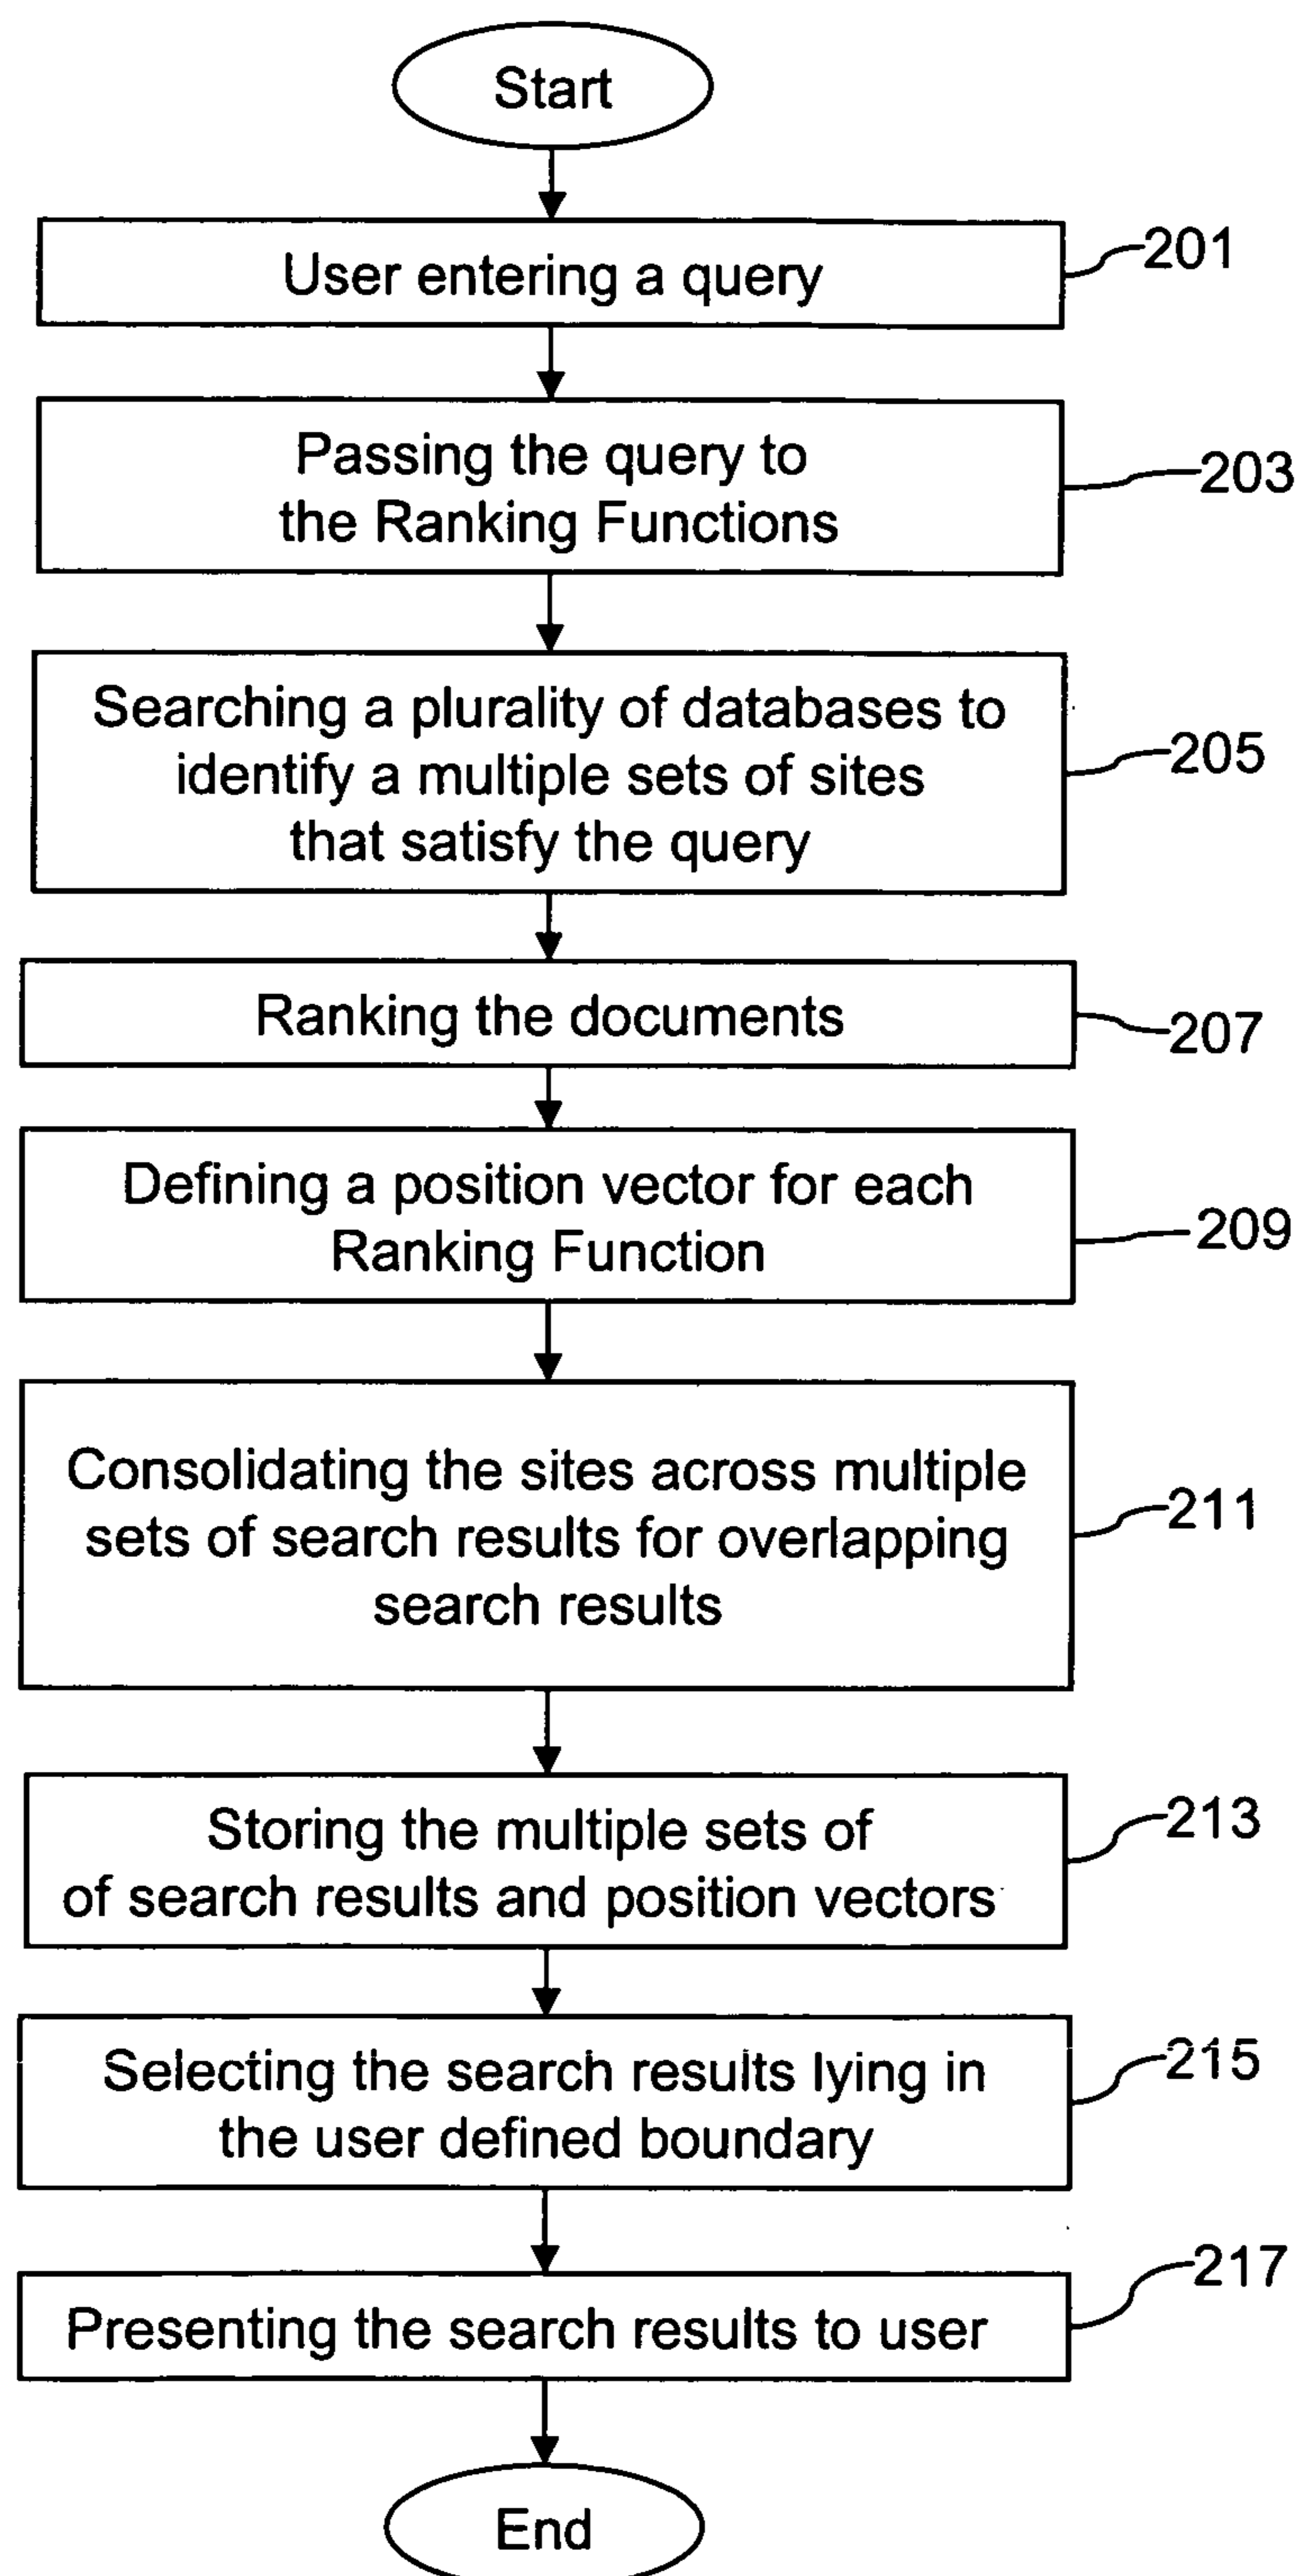 Start
User entering a query
201
Passing the query to
the Ranking Functions
203
Searching a plurality of databases to
identify a multiple sets of sites
that satisfy the query
205
Ranking the documents
207
Defining a position vector for each
Ranking Function
209
Consolidating the sites across multiple
sets of search results for overlapping
search results
211
Storing the multiple sets of
of search results and position vectors
213
Selecting the search results lying in
the user defined boundary
215
Presenting the search results to user
217
End